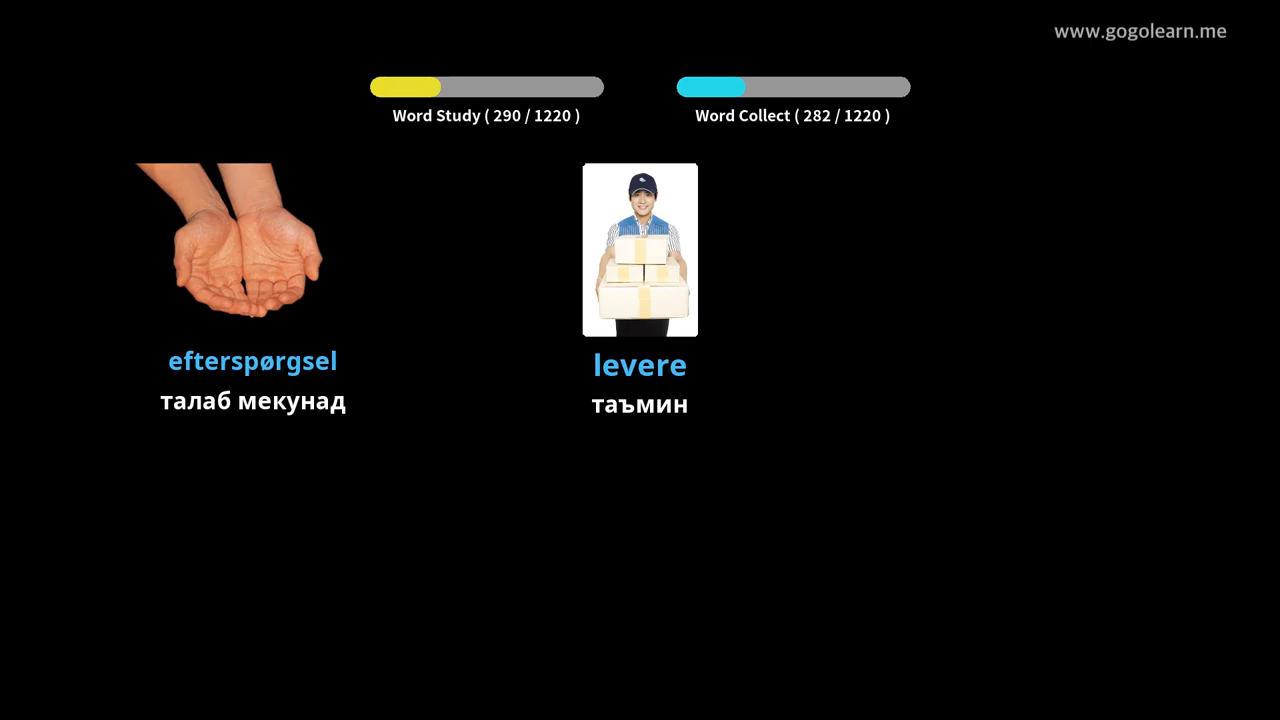 www.gogolearn.me
Word Study ( 290 / 1220 )
Word Collect ( 282 / 1220 )
efterspørgsel
талаб мекунад
levere
таъмин